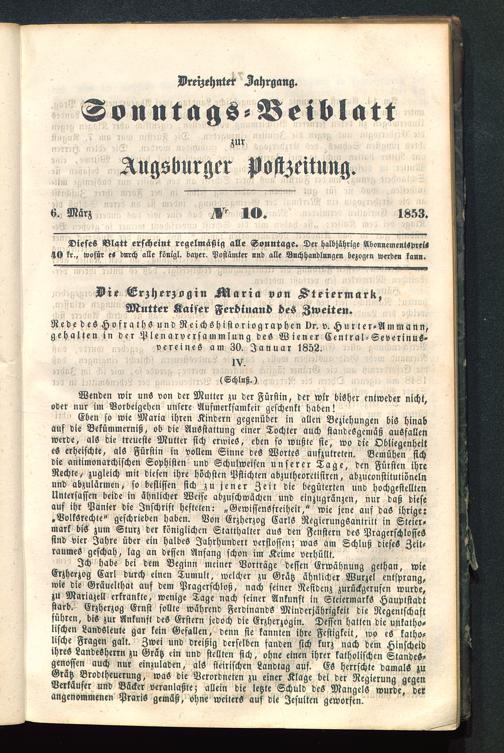 Dreizehnter Jahrgang.
Sonntags-Beiblatt
zur
Augsburger Postzeitung.
6. März № 10. 1853.
Dieses Blatt erscheint regelmäßig alle Sonntage. Der halbjährige Abonnementspreis
40 kr., wofür es durch alle königl. bayer. Postämter und alle Buchhandlungen bezogen werden kann.
Die Erzherzogin Maria von Steiermark,
Mutter Kaiser Ferdinand des Zweiten.
Rede des Hofraths und Reichshistoriographen Dr. v. Hurter-Ammann,
gehalten in der Plenarversammlung des Wiener Central-Severinus-
vereines am 30. Januar 1852.
IV.
(Schluß.)
Wenden wir uns von der Mutter zu der Fürstin, der wir bisher entweder nicht,
oder nur im Vorbeigehen unsere Aufmerksamkeit geschenkt haben!
Eben so wie Maria ihren Kindern gegenüber in allen Beziehungen bis hinab
auf die Bekümmerniß, ob die Ausstattung einer Tochter auch standesgemäß ausfallen
werde, als die treueste Mutter sich erwies, eben so wußte sie, wo die Obliegenheit
es erheischte, als Fürstin in vollem Sinne des Wortes aufzutreten. Bemühen sich
die antimonarchischen Sophisten und Schulweisen unserer Tage, den Fürsten ihre
Rechte, zugleich mit diesen ihre höchsten Pflichten abzutheoretisiren, abzuconstitutionelln
und abzulärmen, so beflissen sich zu jener Zeit die begüterten und hochgestellten
Untersassen beide in ähnlicher Weise abzuschwächen und einzugränzen, nur daß diese
auf ihr Panier die Inschrift hefteten: „Gewissensfreiheit,“ wie jene auf das ihrige:
„Volksrechte“ geschrieben haben. Von Erzherzog Carls Regierungsantritt in Steier-
mark bis zum Sturz der königlichen Statthalter aus den Fenstern des Pragerschlosses
sind vier Jahre über ein halbes Jahrhundert verflossen; was am Schluß dieses Zeit
raumes geschah, lag an dessen Anfang schon im Keime verhüllt.
Ich habe bei dem Beginn meiner Vorträge dessen Erwähnung gethan, wie
Erzherzog Carl durch einen Tumult, welcher zu Grätz ähnlicher Wurzel entsprang,
wie die Gräuelthat auf dem Pragerschloß, nach seiner Residenz zurückgerufen wurde,
zu Mariazell erkrankte, wenige Tage nach seiner Ankunft in Steiermarks Hauptstadt
starb. Erzherzog Ernst sollte während Ferdinands Minderjährigkeit die Regentschaft
führen, bis zur Ankunft des Erstern jedoch die Erzherzogin. Dessen hatten die unkatho-
lischen Landsleute gar kein Gefallen, denn sie kannten ihre Festigkeit, wo es katho-
lische Fragen galt. Zwei und dreißig derselben fanden sich kurz nach dem Hinscheid
ihres Landesherrn zu Grätz ein und stellten sich, ohne einen ihrer katholischen Standes-
genossen auch nur einzuladen, als steirischen Landtag auf. Es herrschte damals zu
Grätz Brodtheuerung, was die Verordneten zu einer Klage bei der Regierung gegen
Verkäufer und Bäcker veranlaßte; allein die letzte Schuld des Mangels wurde, der
angenommenen Praxis gemäß, ohne weiters auf die Jesuiten geworfen.